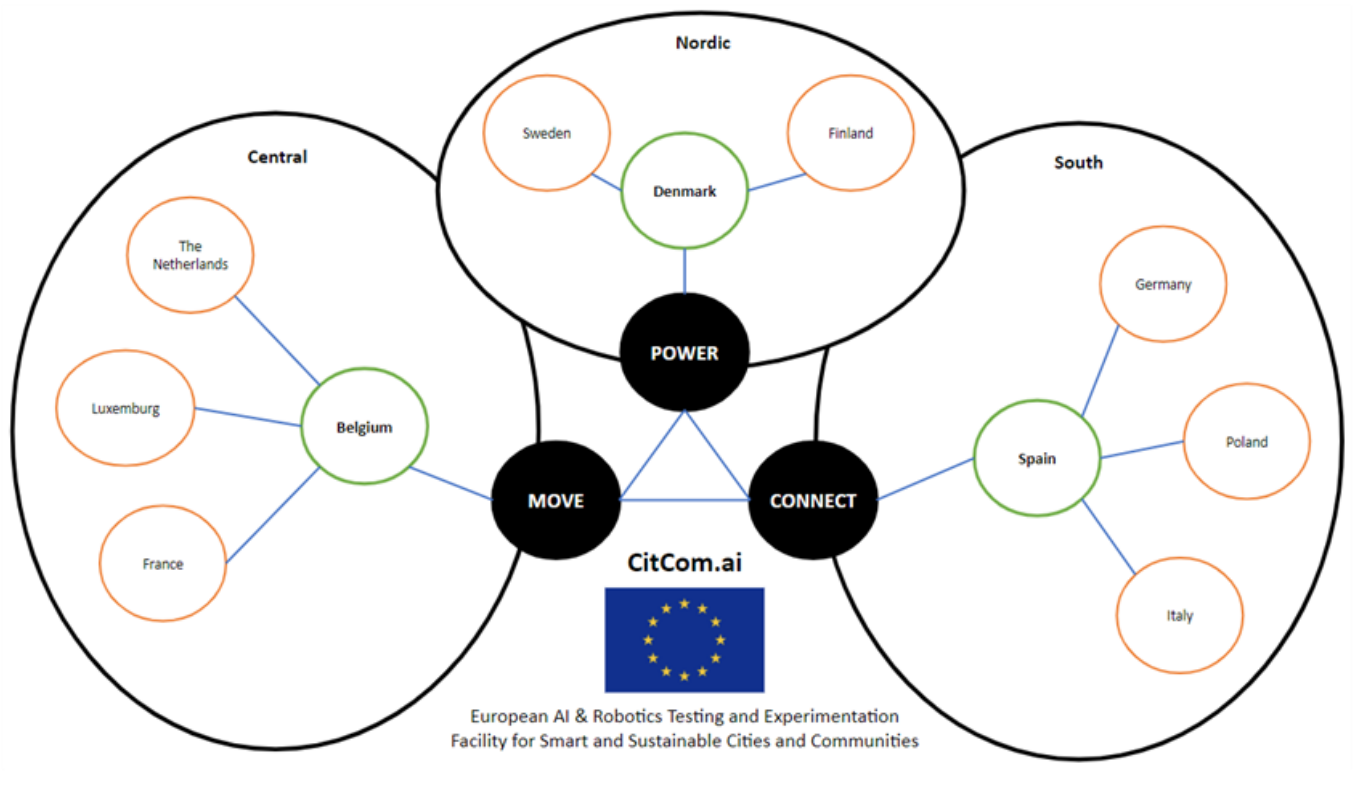 Nordic
Sweden
Finland
Denmark
Central
The
Netherlands
Luxemburg
Belgium
France
South
Germany
Poland
Spain
Italy
POWER
MOVE
CONNECT
CitCom.ai
European AI & Robotics Testing and Experimentation
Facility for Smart and Sustainable Cities and Communities